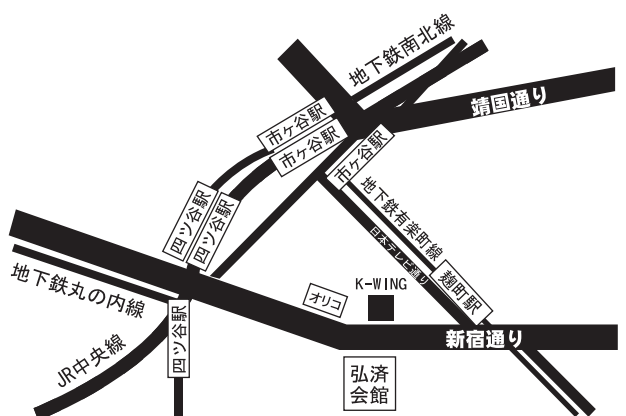 地下鉄南北線
靖国通り
市ヶ谷駅
市ヶ谷駅
市ヶ谷駅
四ツ谷駅
四ツ谷駅
地下鉄有楽町線
日本テレビ通り
麹町駅
地下鉄丸の内線
オリコ
K-WING
四ツ谷駅
新宿通り
JR中央線
弘済
会館